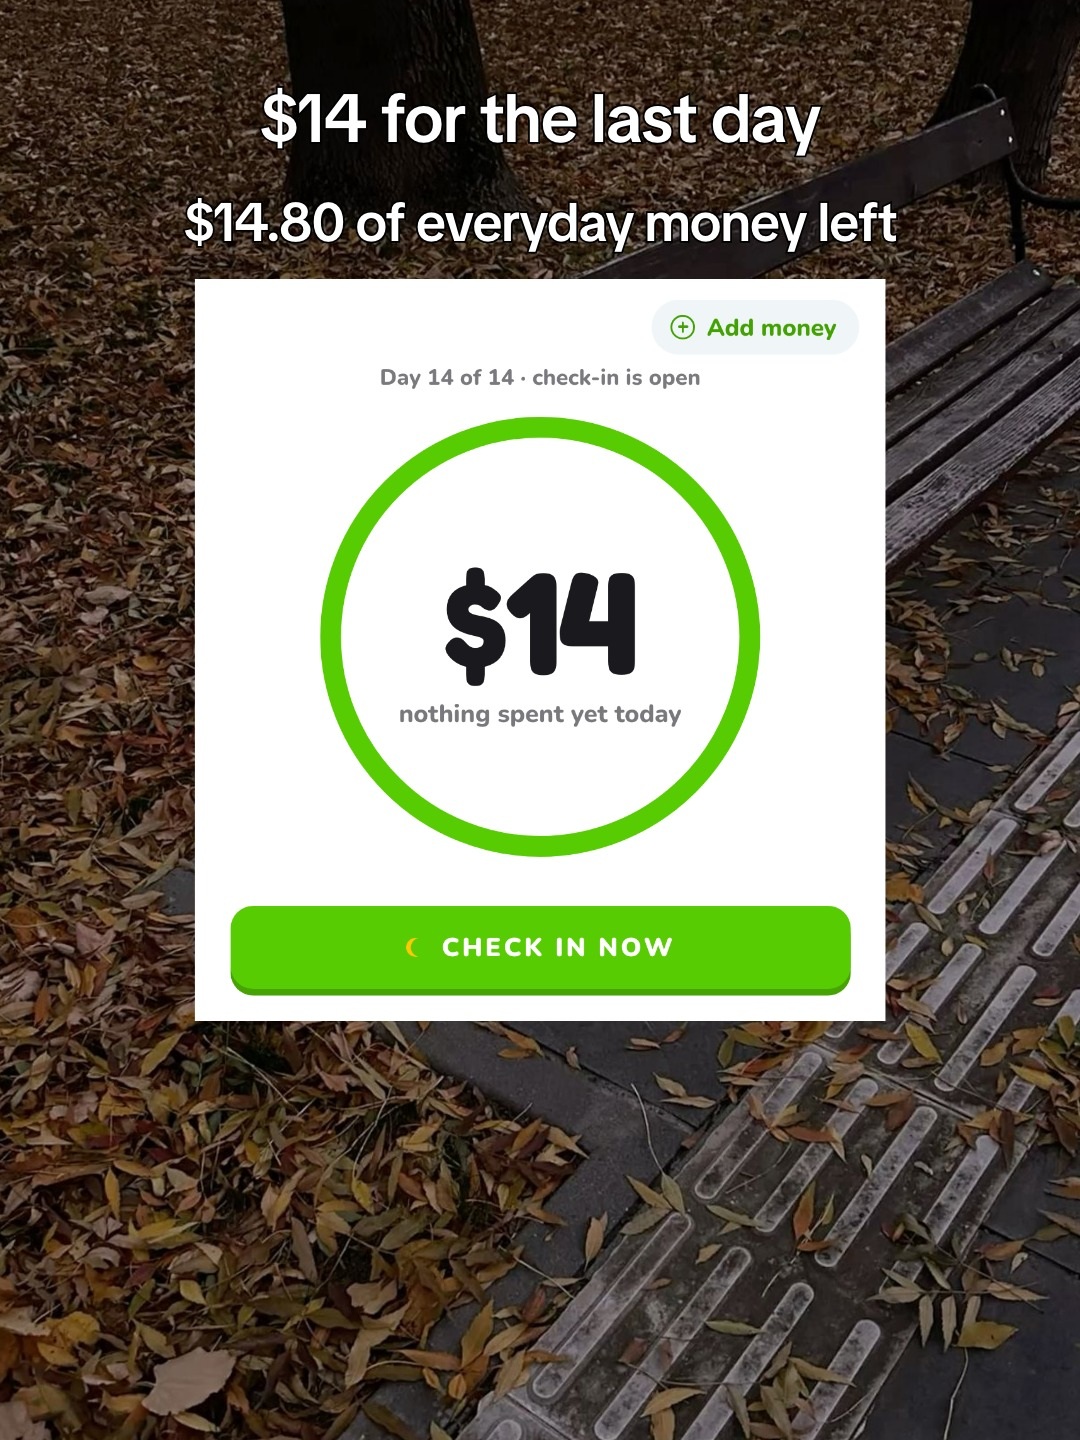 $14 for the last day
$14.80 of everyday money left
Add money
Day 14 of 14 · check-in is open
$14
nothing spent yet today
CHECK IN NOW